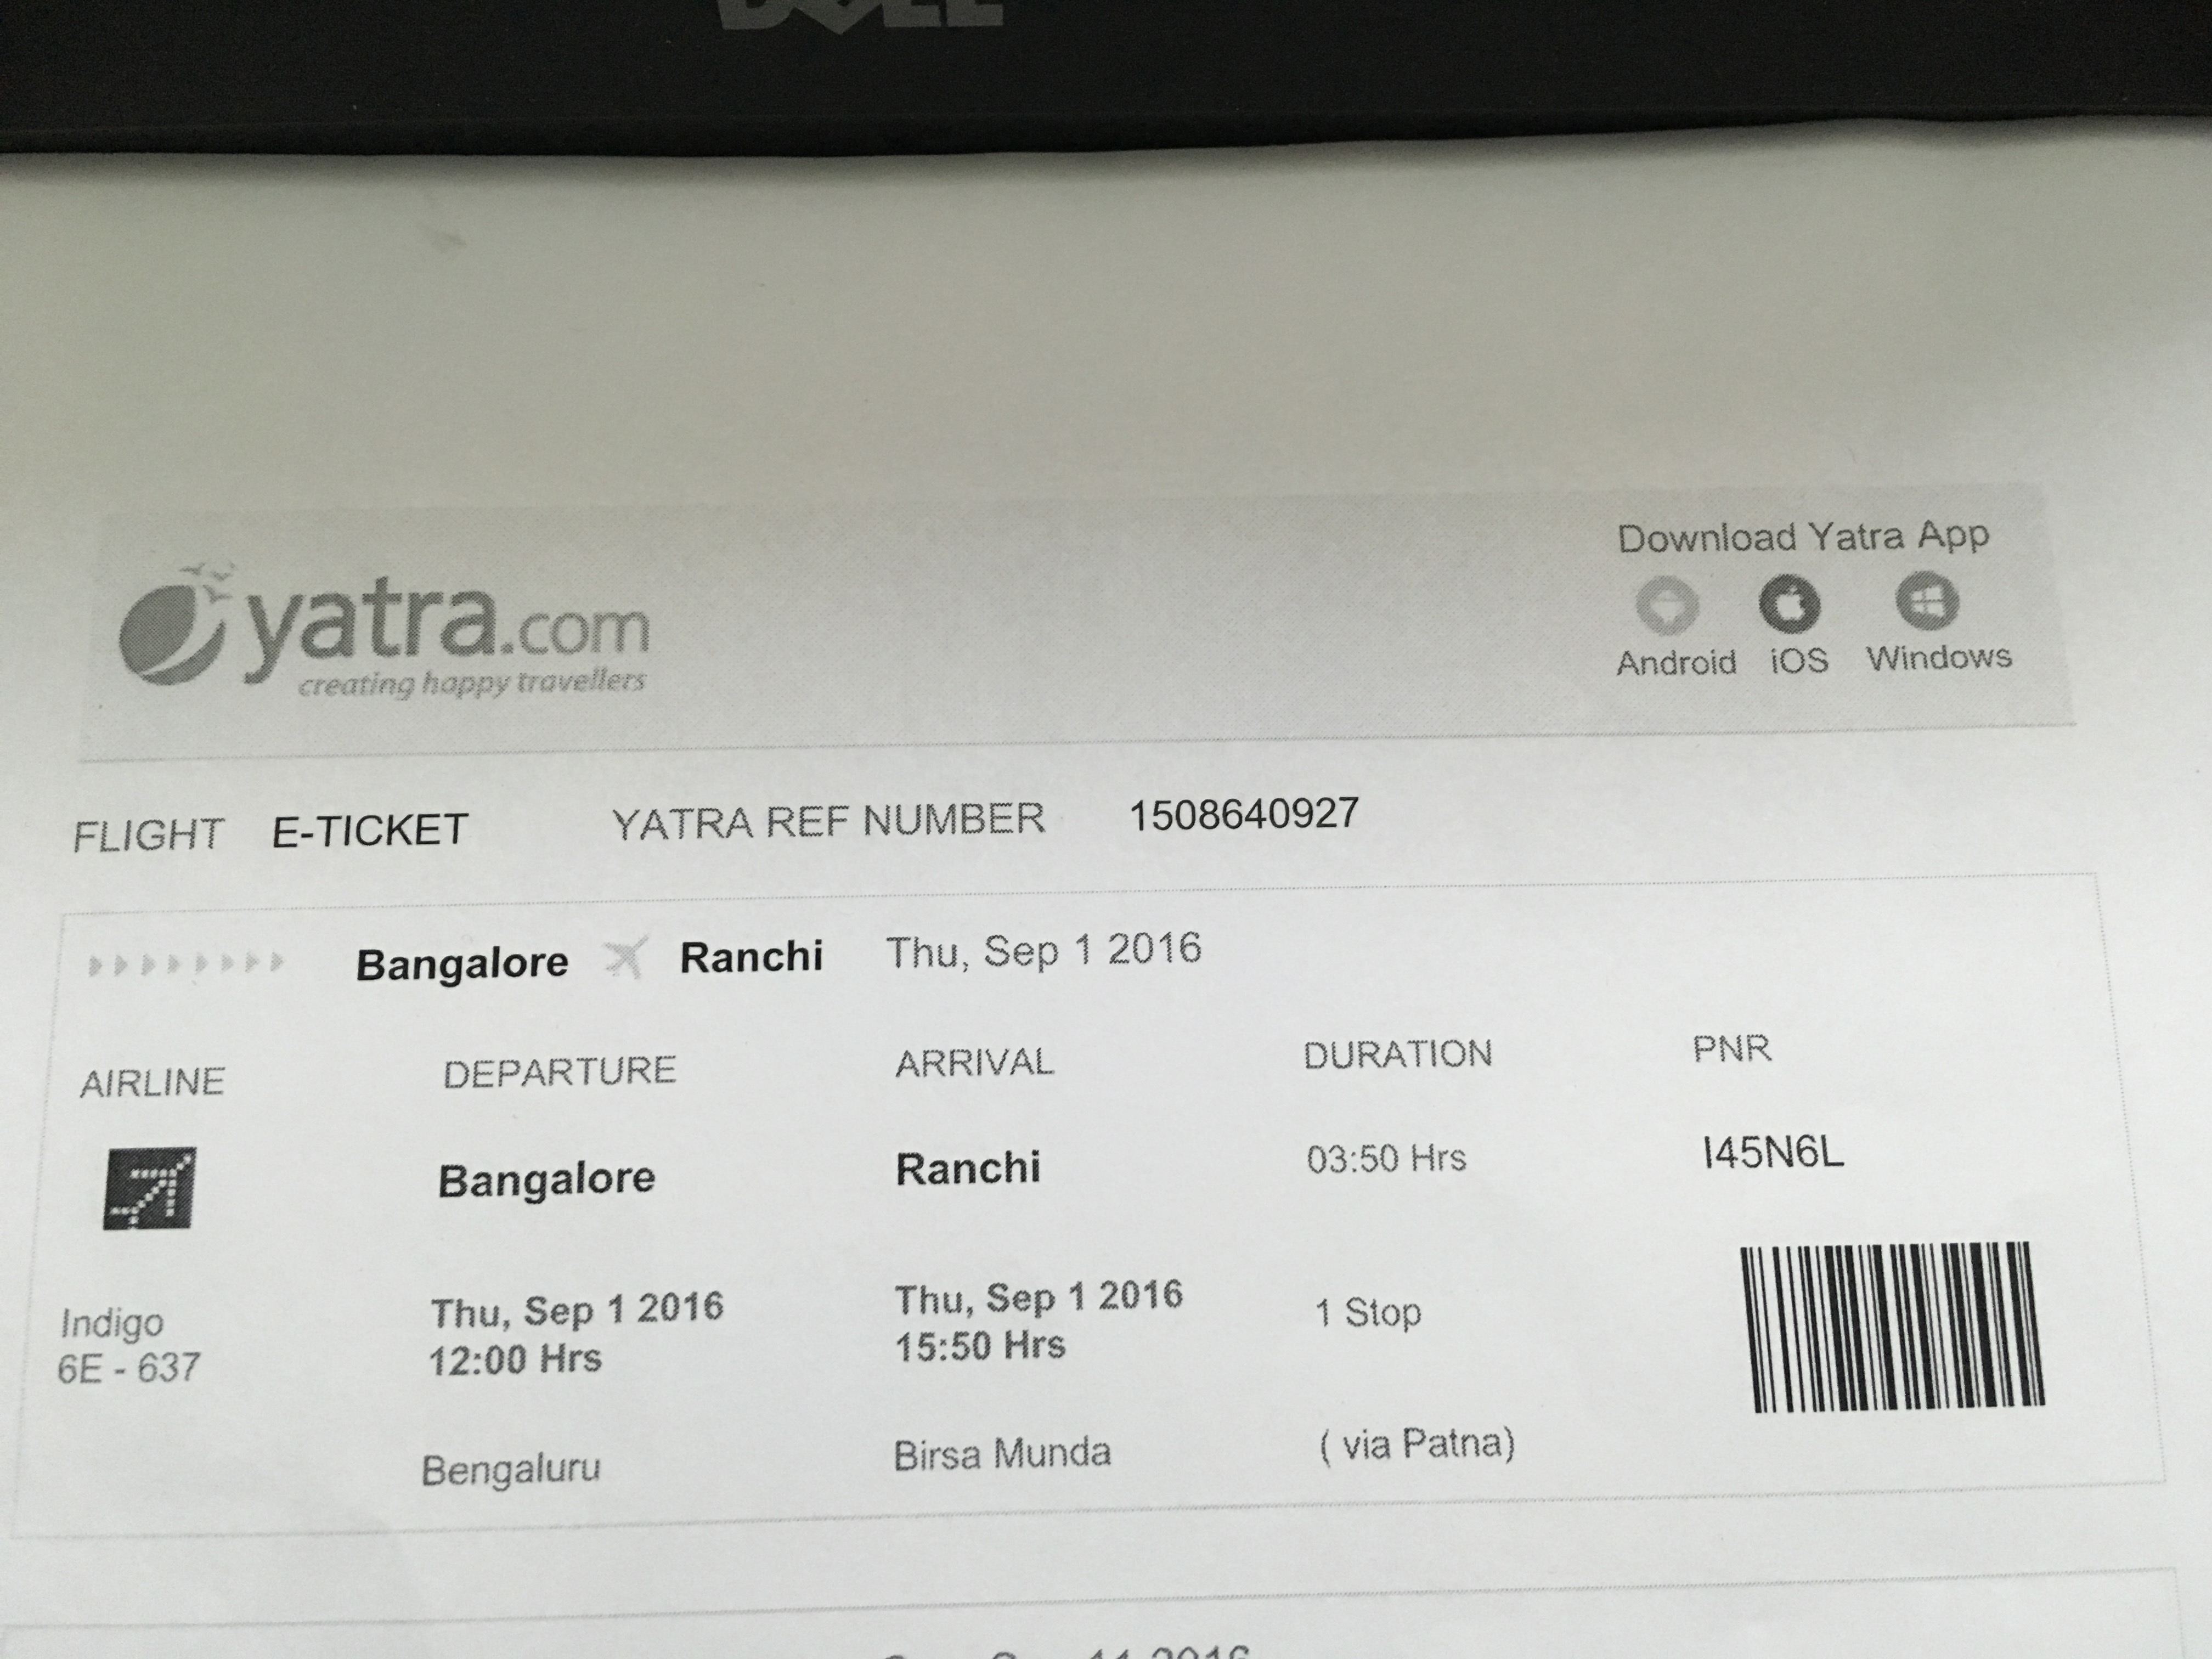 yatra.com
creating happy travellers
Download Yatra App
Android iOS Windows
FLIGHT E-TICKET YATRA REF NUMBER 1508640927
Bangalore Ranchi Thu, Sep 1 2016
AIRLINE DEPARTURE ARRIVAL DURATION PNR
Bangalore Ranchi 03:50 Hrs I45N6L
Indigo Thu, Sep 1 2016 Thu, Sep 1 2016 1 Stop
6E - 637 12:00 Hrs 15:50 Hrs
Bengaluru Birsa Munda ( via Patna)